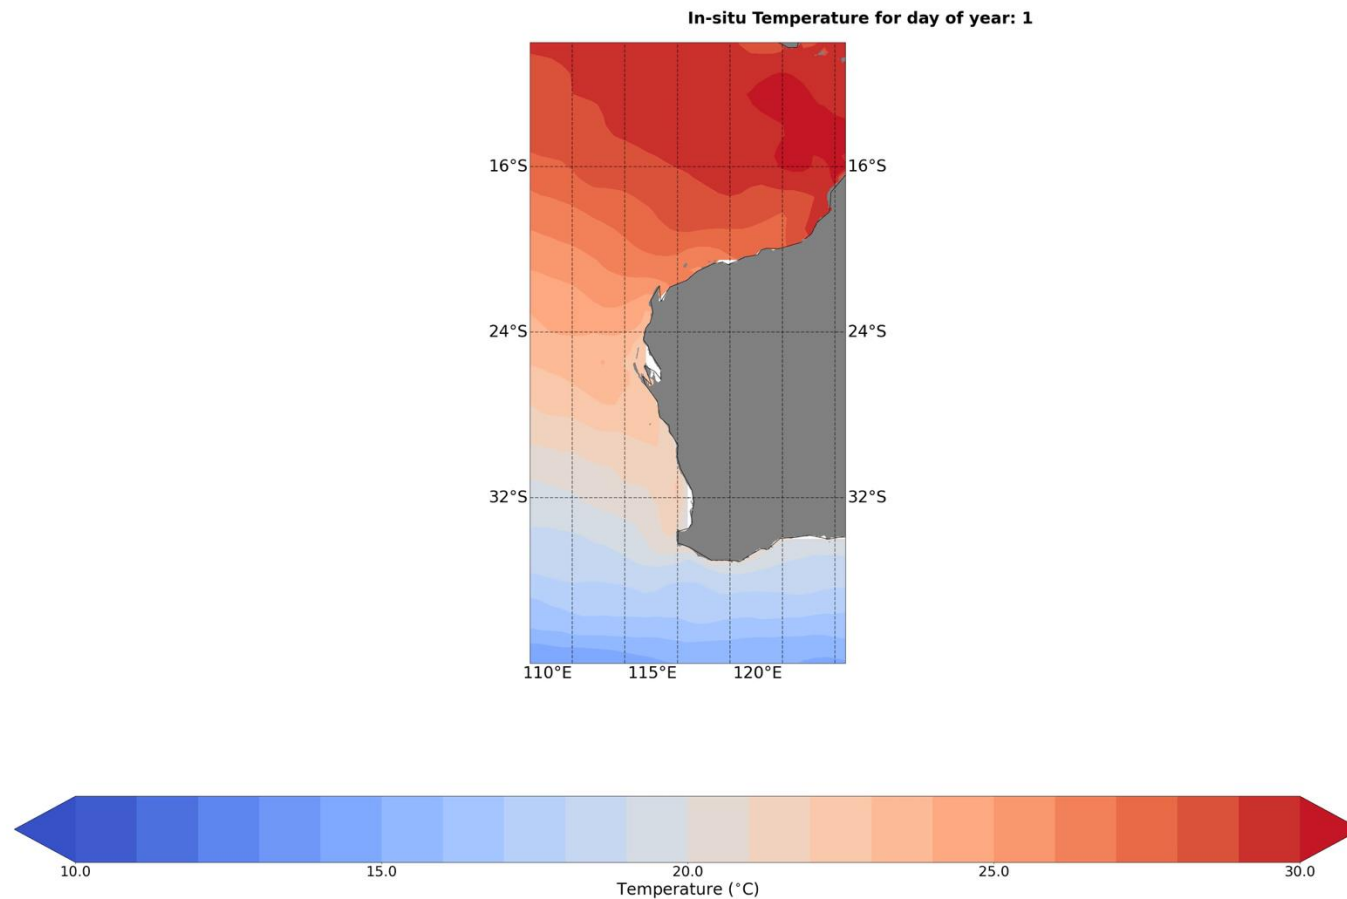 In-situ Temperature for day of year: 1
16°S 16°S
24°S 24°S
32°S 32°S
110°E 115°E 120°E
10.0 15.0 20.0 25.0 30.0
Temperature (°C)